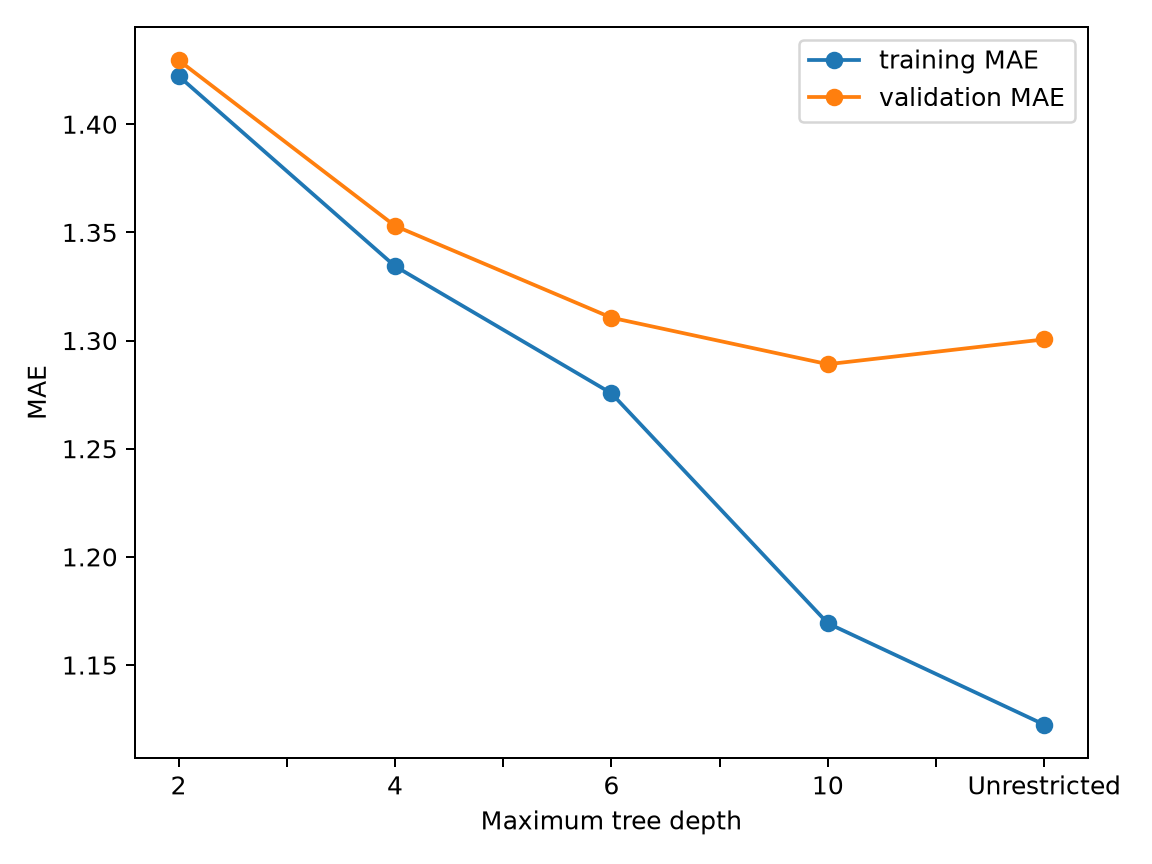 training MAE
validation MAE
1.40
1.35
1.30
1.25
1.20
1.15
MAE
2
4
6
10
Unrestricted
Maximum tree depth